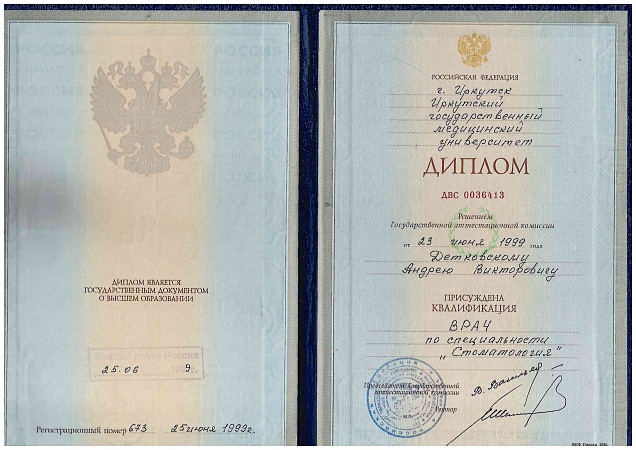 ДИПЛОМ ЯВЛЯЕТСЯ
ГОСУДАРСТВЕННЫМ ДОКУМЕНТОМ
О ВЫСШЕМ ОБРАЗОВАНИИ
25.06 9
Регистрационный номер 673 25 июня 1999г.
РОССИЙСКАЯ ФЕДЕРАЦИЯ
г. Иркутск
Иркутский
государственный
медицинский
университет
ДИПЛОМ
ДВС 0036413
Решением
Государственной аттестационной комиссии
от 23 июня 1999 года
Детковскому
Андрею Викторовичу
ПРИСУЖДЕНА
КВАЛИФИКАЦИЯ
ВРАЧ
по специальности
„Стоматология"
Председатель Государственной
аттестационной комиссии
Ректор